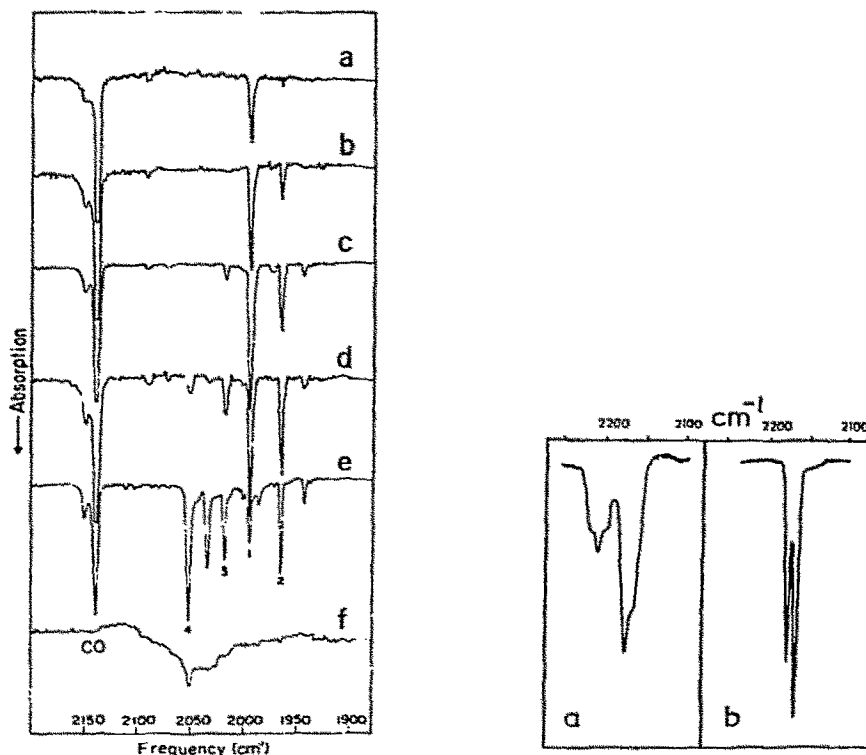 a
b
c
d
e
f
← Absorption
CO
4
3
1
2
2150 2100 2050 2000 1950 1900
Frequency (cm⁻¹)
2200 2100 cm⁻¹ 2200 2100
a b